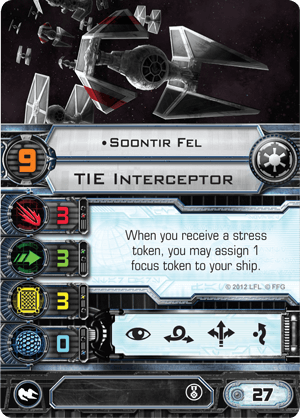 •Soontir Fel
9
TIE Interceptor
3
When you receive a stress
token, you may assign 1
focus token to your ship.
3
3
© 2012 LFL © FFG
0
27